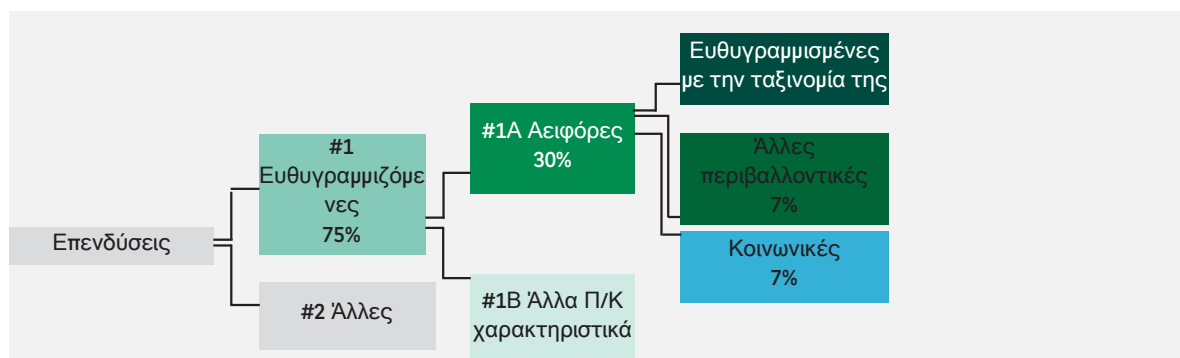 Επενδύσεις
#1
Ευθυγραμμιζόμε
νες
75%
#2 Άλλες
#1Α Αειφόρες
30%
#1Β Άλλα Π/Κ
χαρακτηριστικά
Ευθυγραμμισμένες
με την ταξινομία της
Άλλες
περιβαλλοντικές
7%
Κοινωνικές
7%